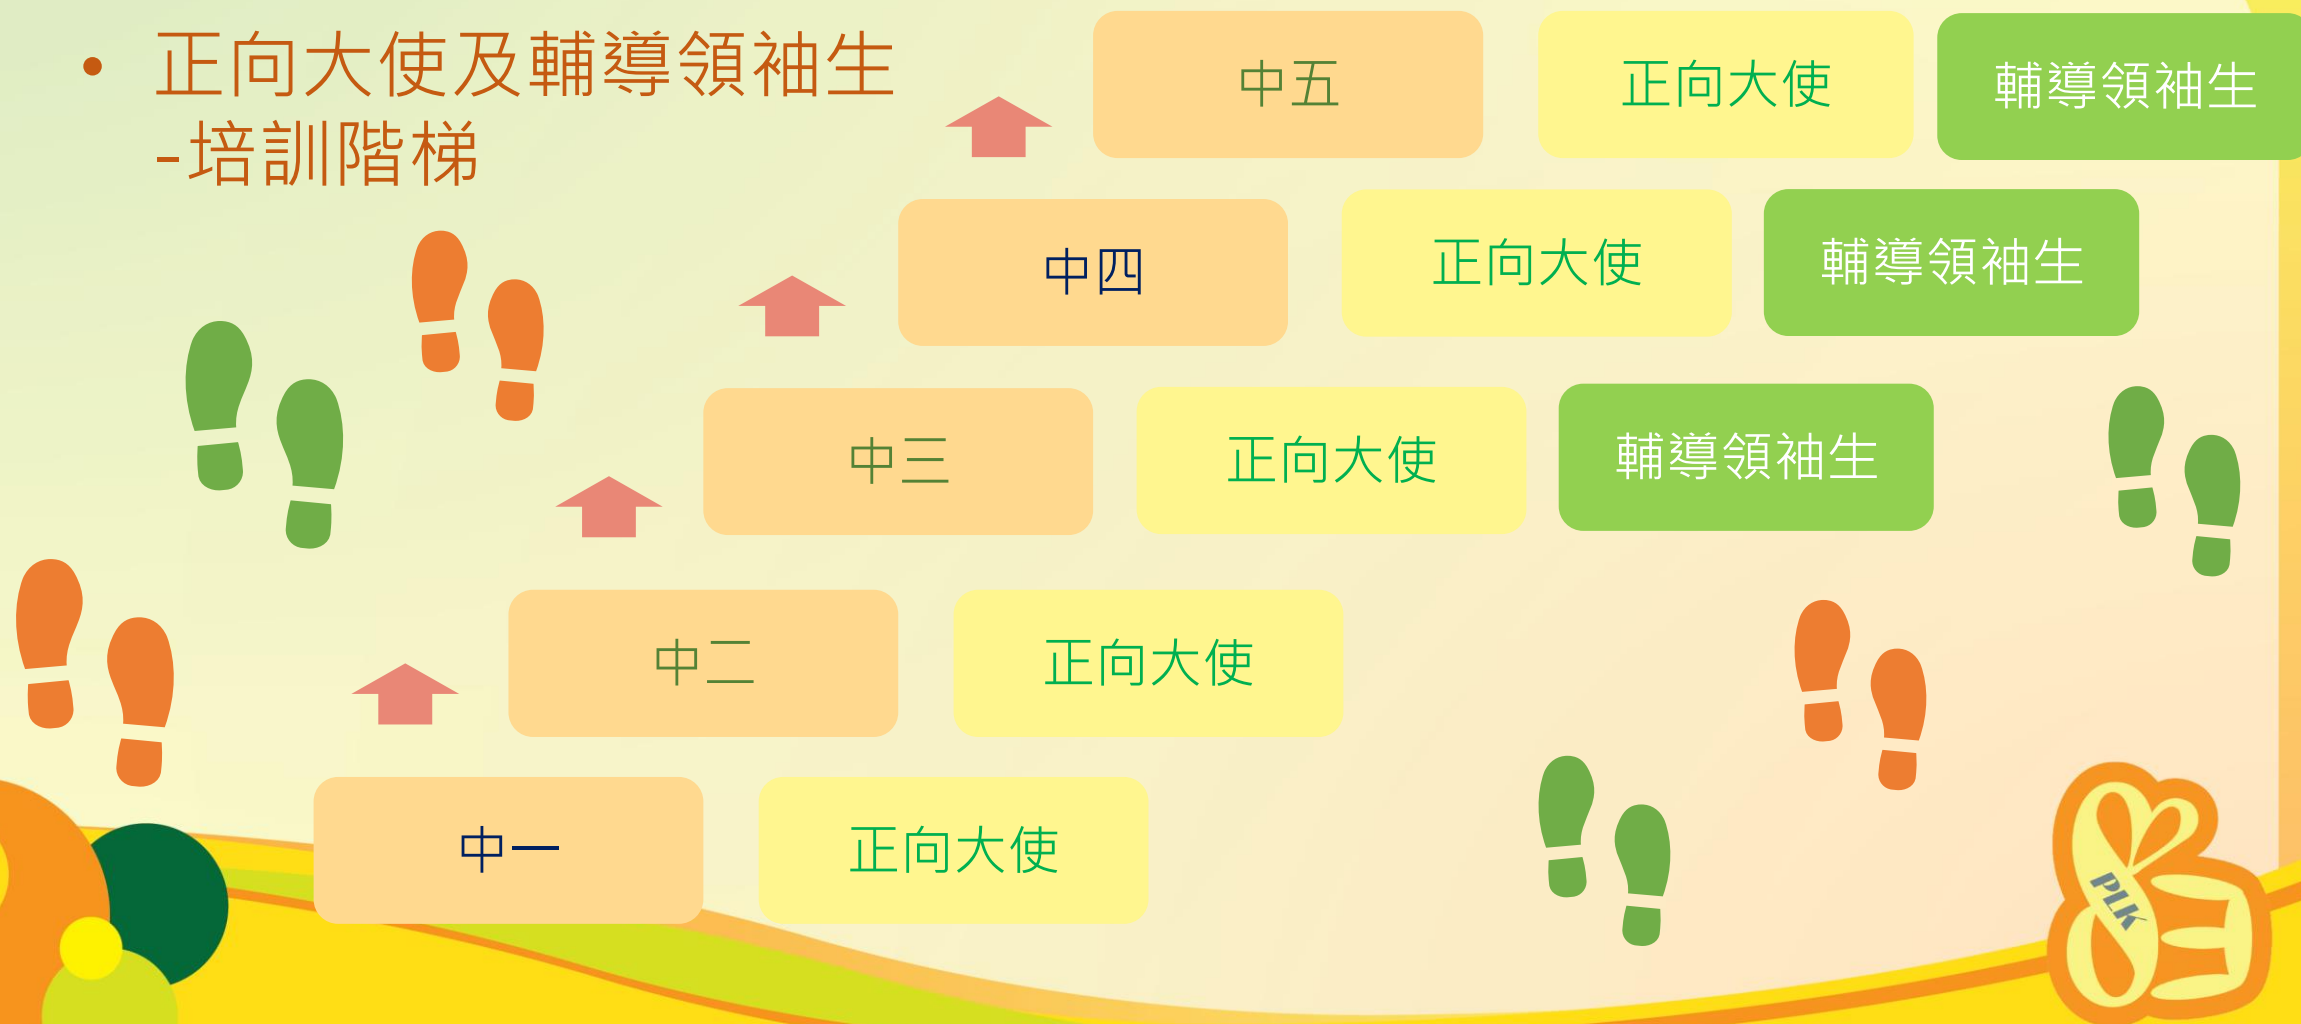 • 正向大使及輔導領袖生
-培訓階梯
中五 正向大使 輔導領袖生
中四 正向大使 輔導領袖生
中三 正向大使 輔導領袖生
中二 正向大使
中一 正向大使
PLK